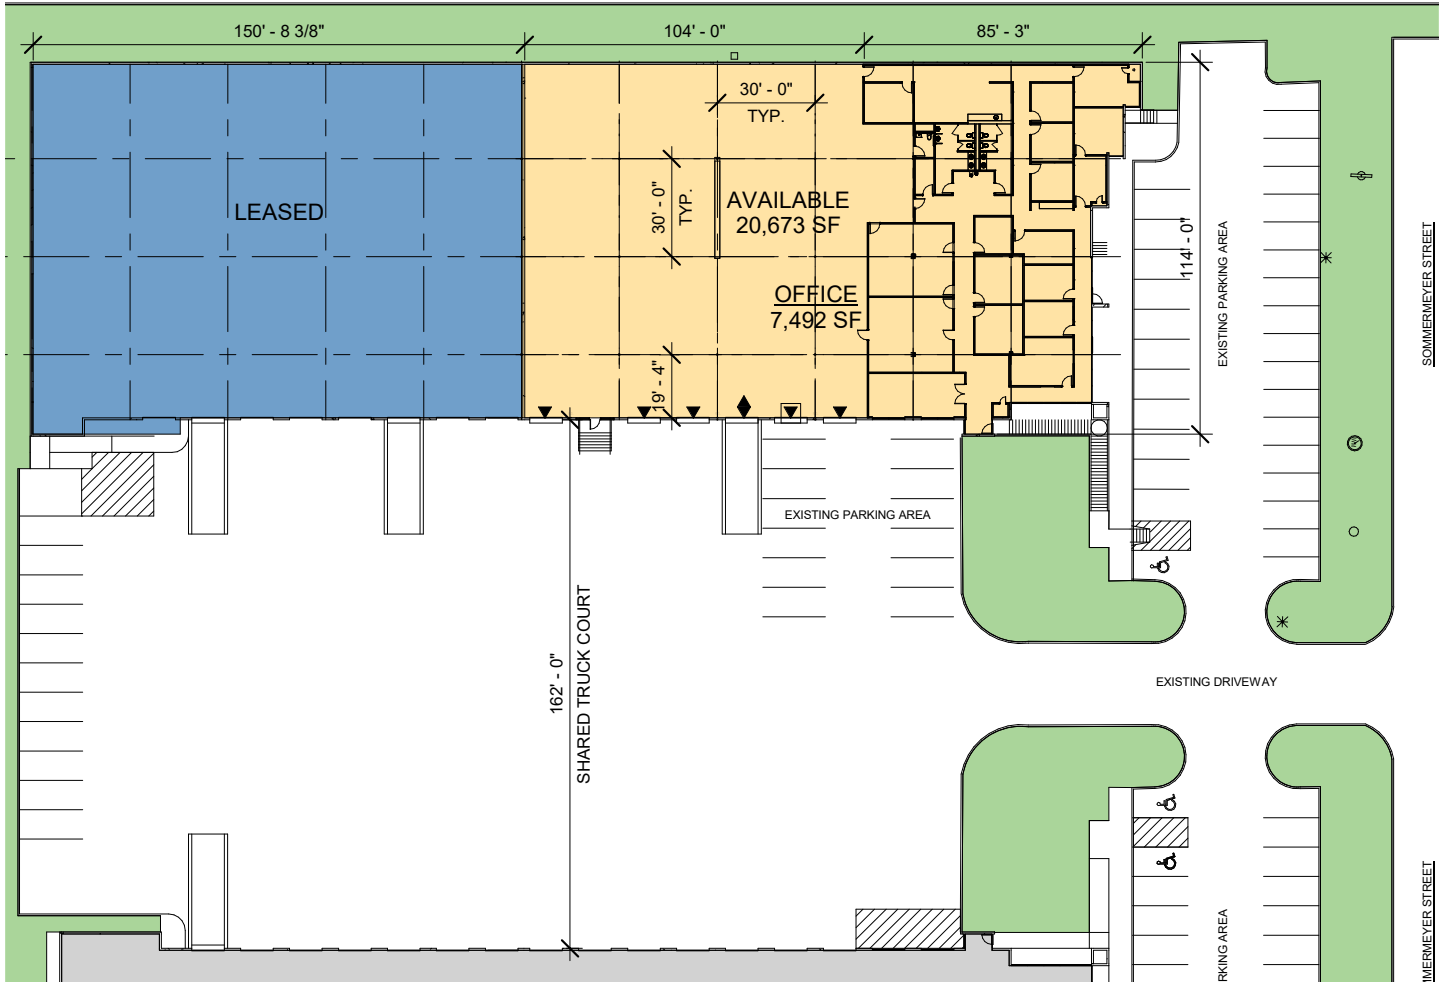 150' - 8 3/8"
104' - 0"
85' - 3"
30' - 0"
TYP.
30' - 0"
TYP.
LEASED
AVAILABLE
20,673 SF
OFFICE
7,492 SF
19' - 4"
114' - 0"
EXISTING PARKING AREA
SOMMERMEYER STREET
EXISTING PARKING AREA
162' - 0"
SHARED TRUCK COURT
EXISTING DRIVEWAY
RKING AREA
MERMEYER STREET